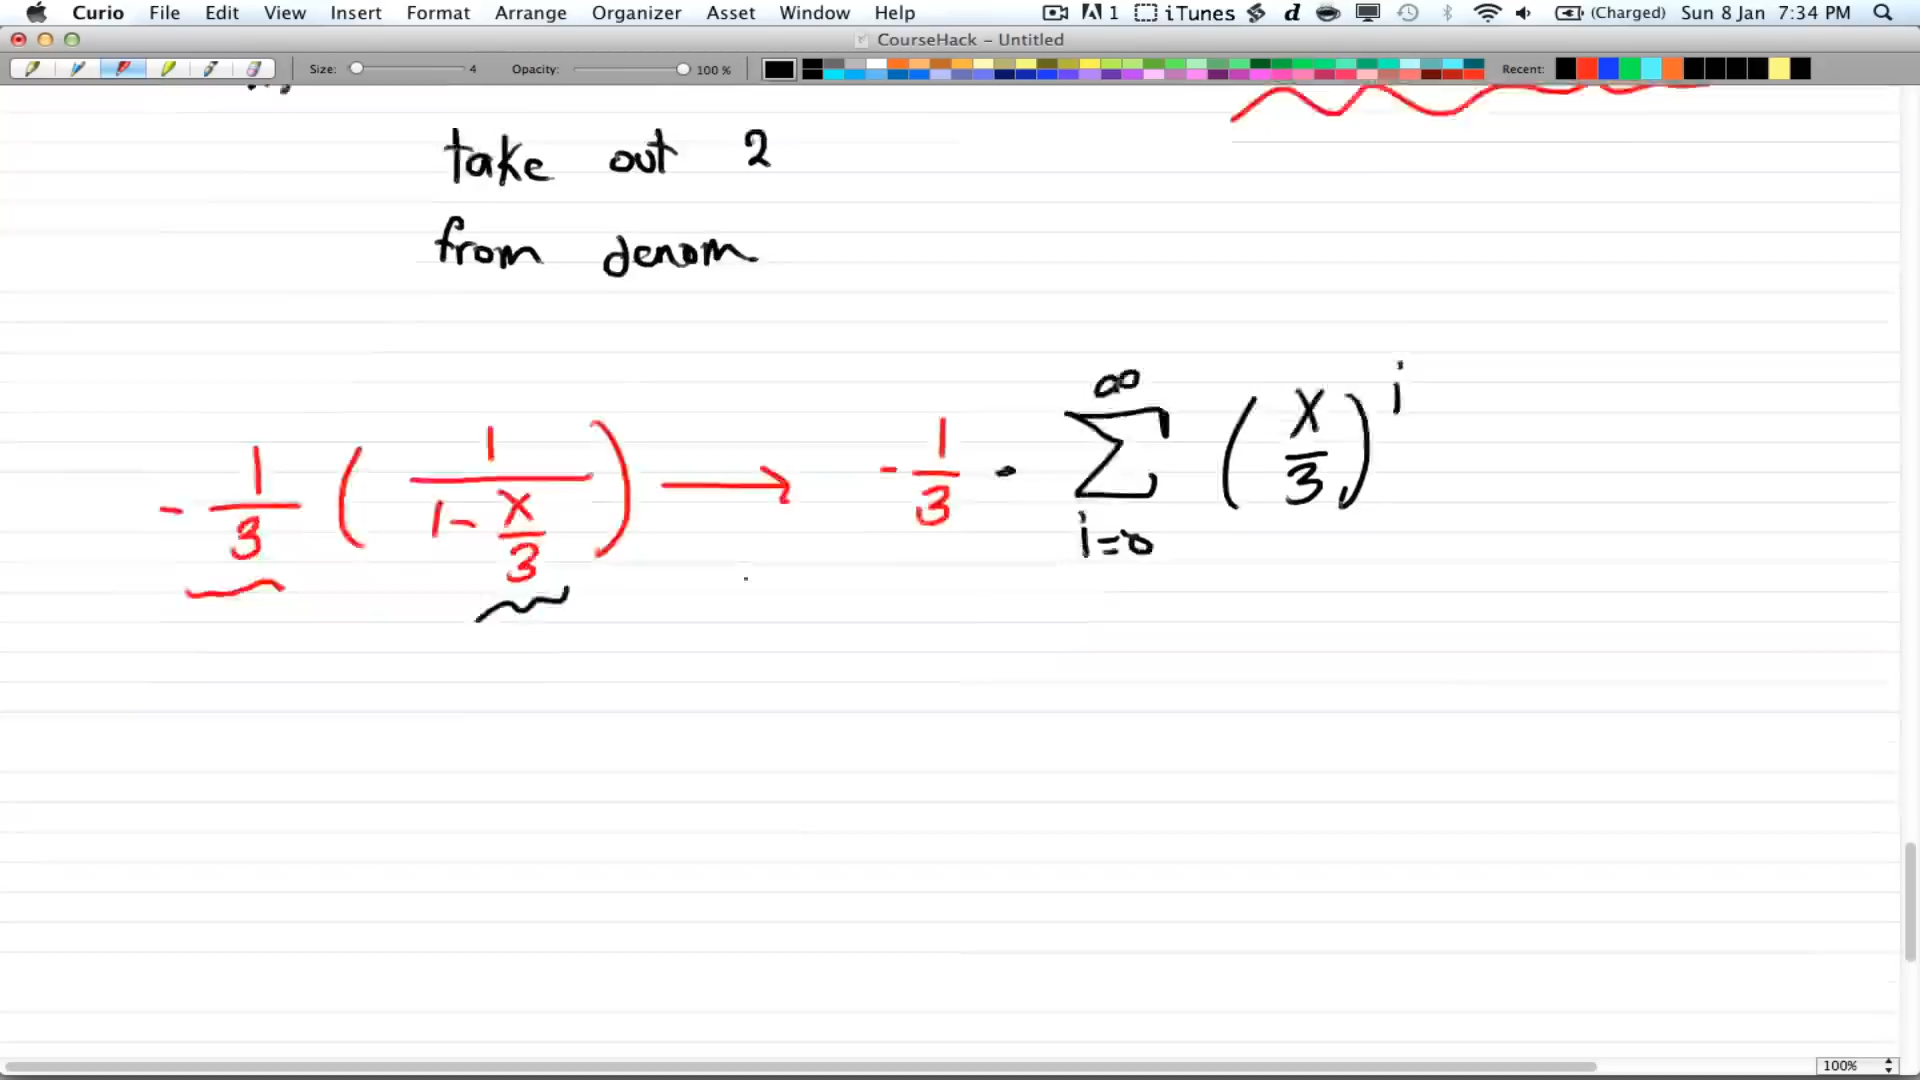 Curio File Edit View Insert Format Arrange Organizer Asset Window Help 1 iTunes d (Charged) Sun 8 Jan 7:34 PM
CourseHack – Untitled
Size: 4 Opacity: 100 % Recent:
take out 2
from denom
- 1/3 ( 1 / (1 - x/3) ) → - 1/3 · ∞ Σ i=0 (x/3)^i
100%